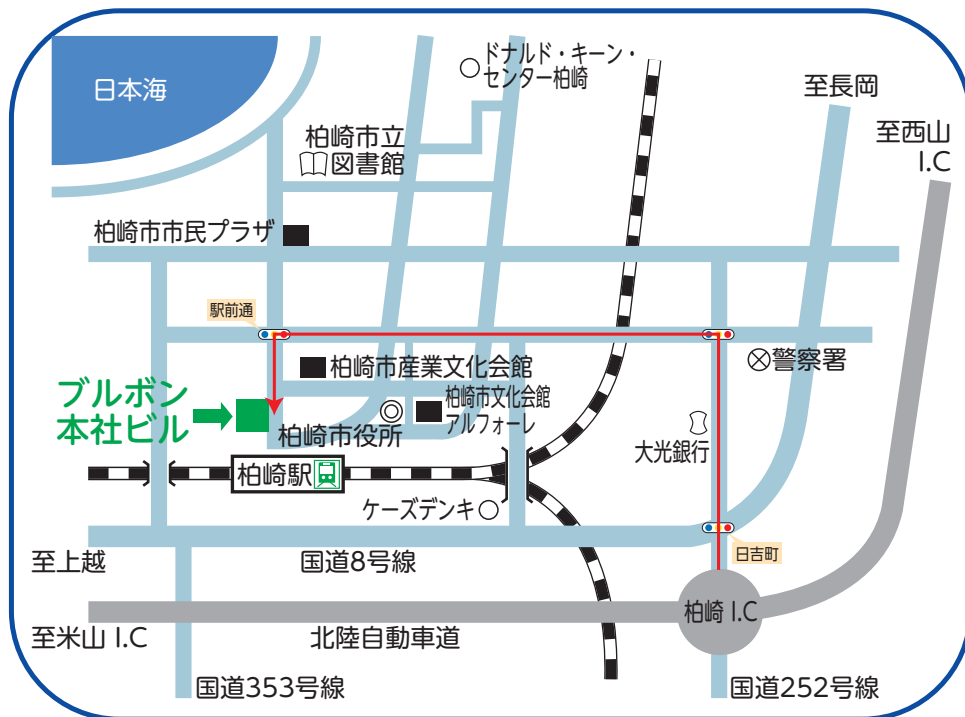 日本海
ドナルド・キーン・
センター柏崎
至長岡
至西山
I.C
柏崎市立
図書館
柏崎市市民プラザ
駅前通
柏崎市産業文化会館
警察署
ブルボン
本社ビル
柏崎市文化会館
アルフォーレ
柏崎市役所
大光銀行
柏崎駅
ケーズデンキ
日吉町
至上越
国道8号線
柏崎 I.C
至米山 I.C
北陸自動車道
国道353号線
国道252号線